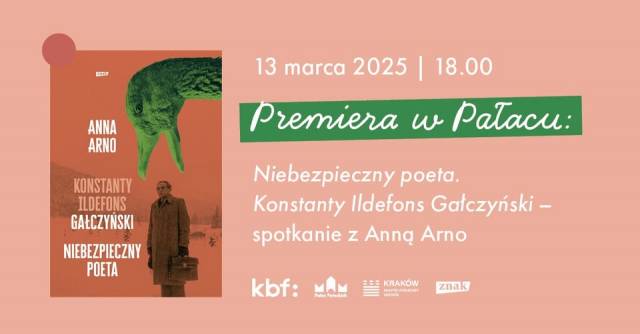 13 marca 2025 | 18.00
Premiera w Pałacu:
Niebezpieczny poeta.
Konstanty Ildefons Gałczyński –
spotkanie z Anną Arno
znak
ANNA
ARNO
KONSTANTY
ILDEFONS
GAŁCZYŃSKI
NIEBEZPIECZNY
POETA
kbf:
Pałac Potockich
KRAKÓW
znak